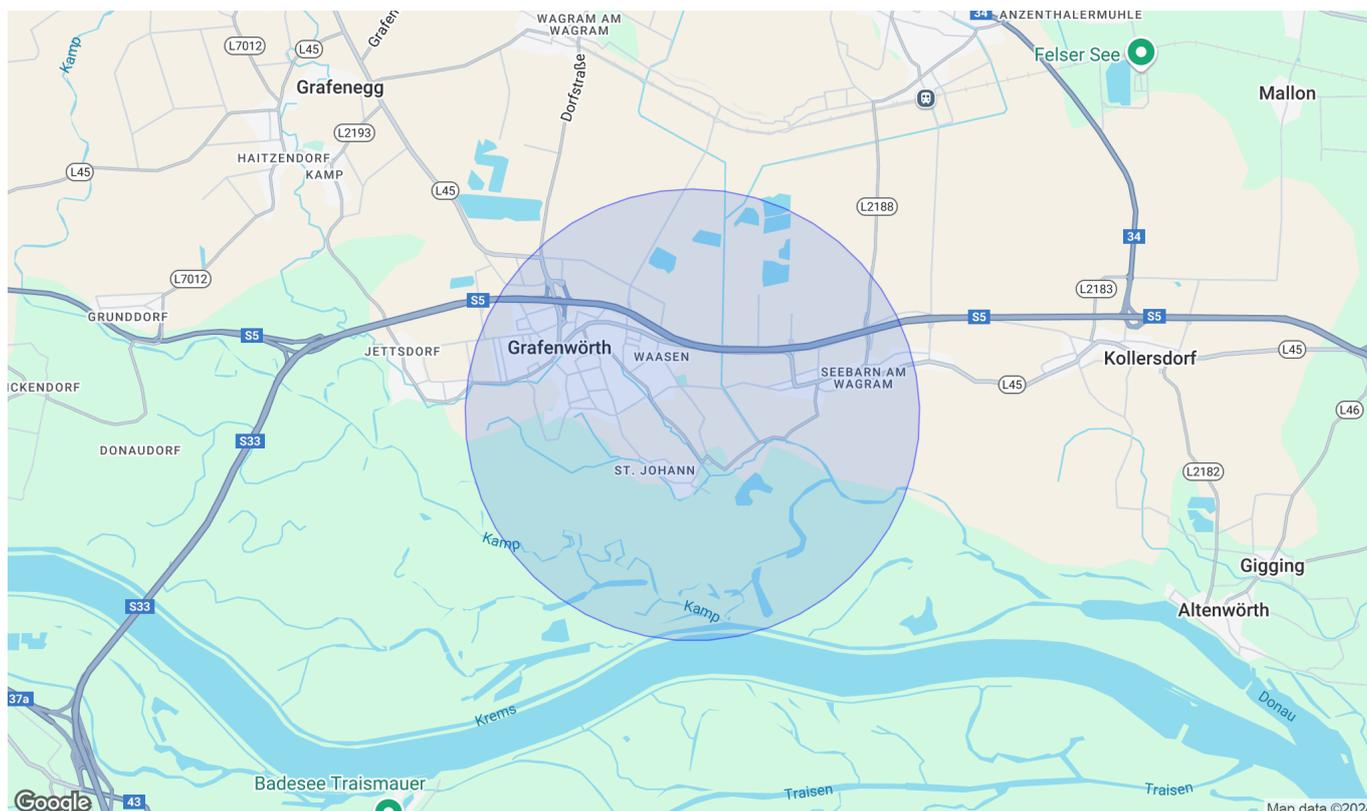 34
ANZENTHALERMÜHLE
WAGRAM AM
WAGRAM
Grafen
Kamp
L7012
L45
Felser See
Grafenegg
Dorfstraße
Mallon
L2193
HAITZENDORF
KAMP
L45
L45
L2188
34
L7012
L2183
GRUNDDORF
S5
S5
S5
S5
S5
JETTSDORF
Grafenwörth
WAASEN
SEEBARN AM
WAGRAM
Kollersdorf
L45
L45
ICKENDORF
L46
S33
DONAUDORF
ST. JOHANN
L2182
Kamp
Gigging
S33
Kamp
Altenwörth
37a
Krems
Donau
Badesee Traismauer
Traisen
Traisen
43
Google
Map data ©202